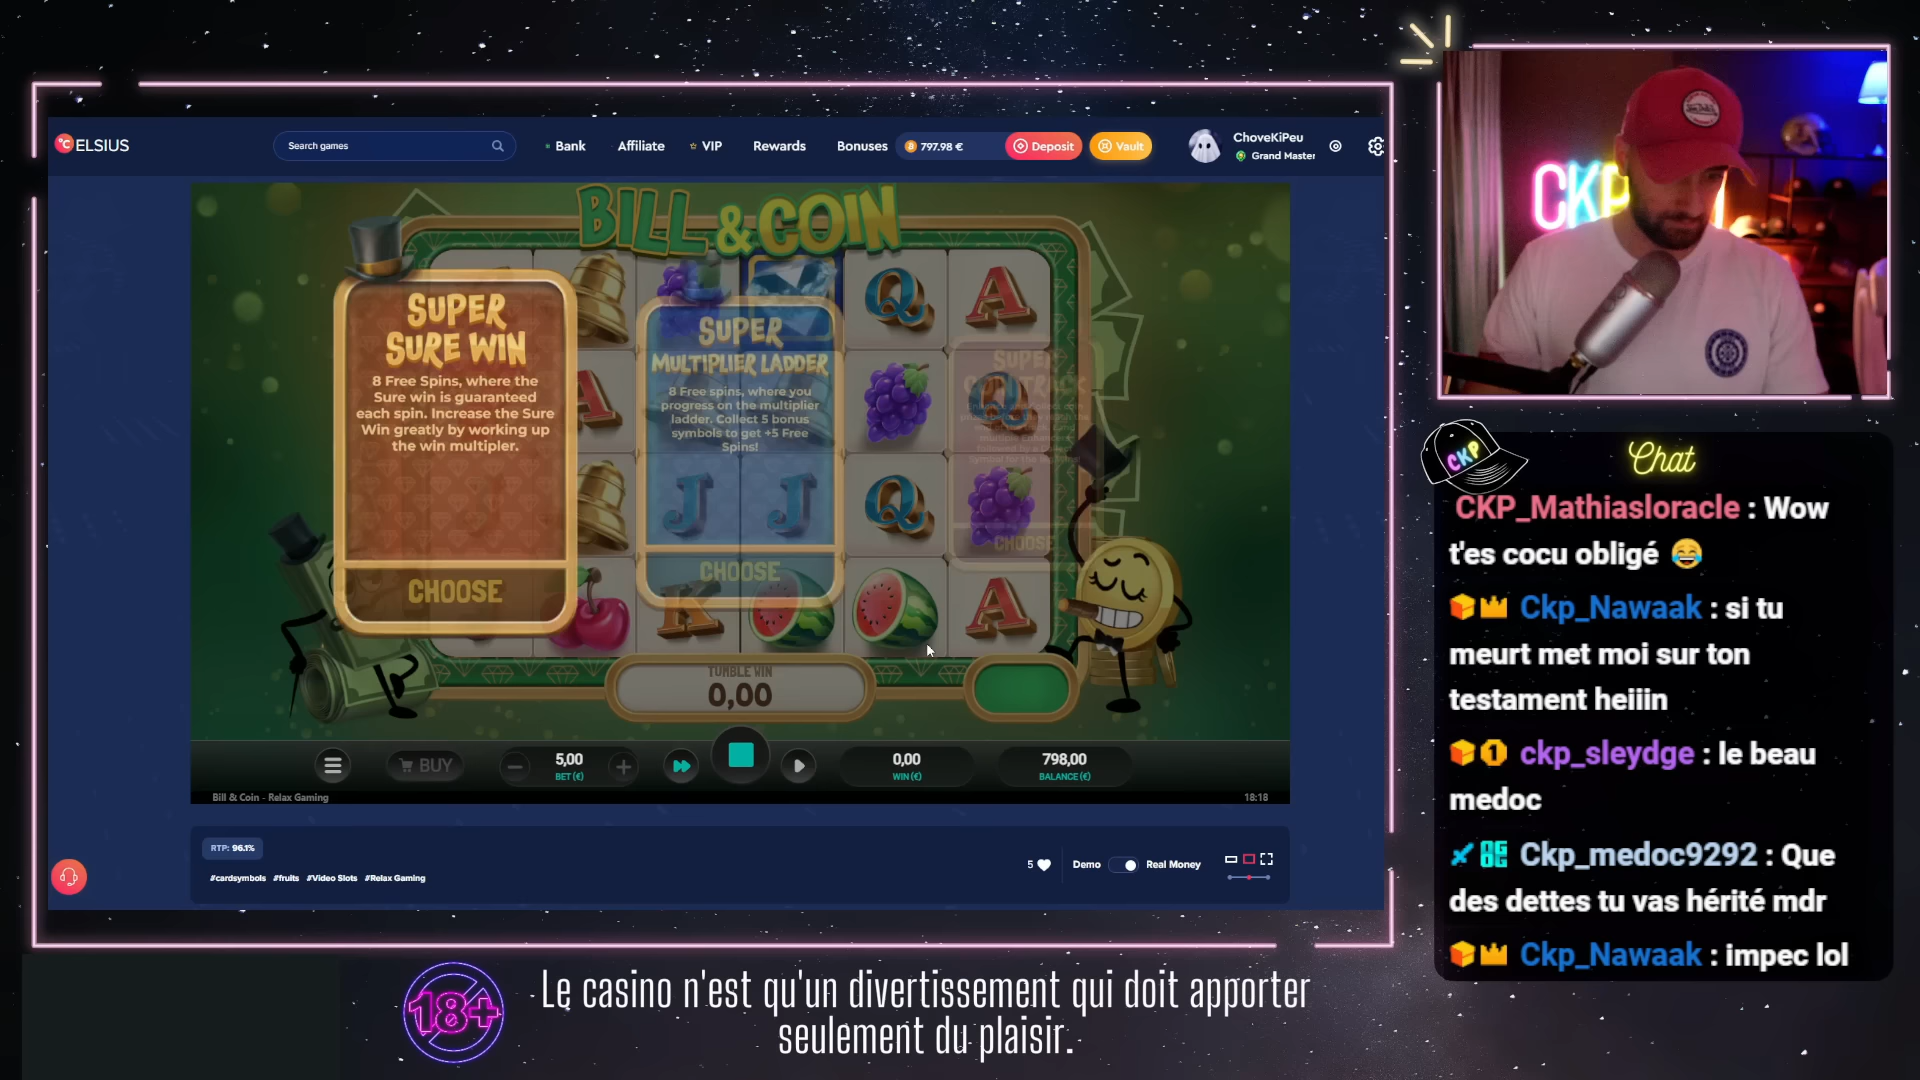 °C ELSIUS
Search games
Bank
Affiliate
VIP
Rewards
Bonuses
797.98 €
Deposit
Vault
ChoveKiPeu
Grand Master
BILL & COIN
SUPER
SURE WIN
8 Free Spins, where the
Sure win is guaranteed
each spin. Increase the Sure
Win greatly by working up
the win multipler.
CHOOSE
SUPER
MULTIPLIER LADDER
8 Free spins, where you
progress on the multiplier
ladder. Collect 5 bonus
symbols to get +5 Free
Spins!
CHOOSE
SUPER
CHOOSE
Q
A
A
Q
J
J
Q
K
A
TUMBLE WIN
0,00
BUY
5,00
BET (€)
0,00
WIN (€)
798,00
BALANCE (€)
Bill & Coin - Relax Gaming
18:18
RTP: 96.1%
#cardsymbols #fruits #Video Slots #Relax Gaming
5
Demo
Real Money
18+
Le casino n'est qu'un divertissement qui doit apporter
seulement du plaisir.
CKP
CKP
Chat
CKP_Mathiasloracle : Wow
t'es cocu obligé 😂
Ckp_Nawaak : si tu
meurt met moi sur ton
testament heiiin
1 ckp_sleydge : le beau
medoc
Ckp_medoc9292 : Que
des dettes tu vas hérité mdr
Ckp_Nawaak : impec lol